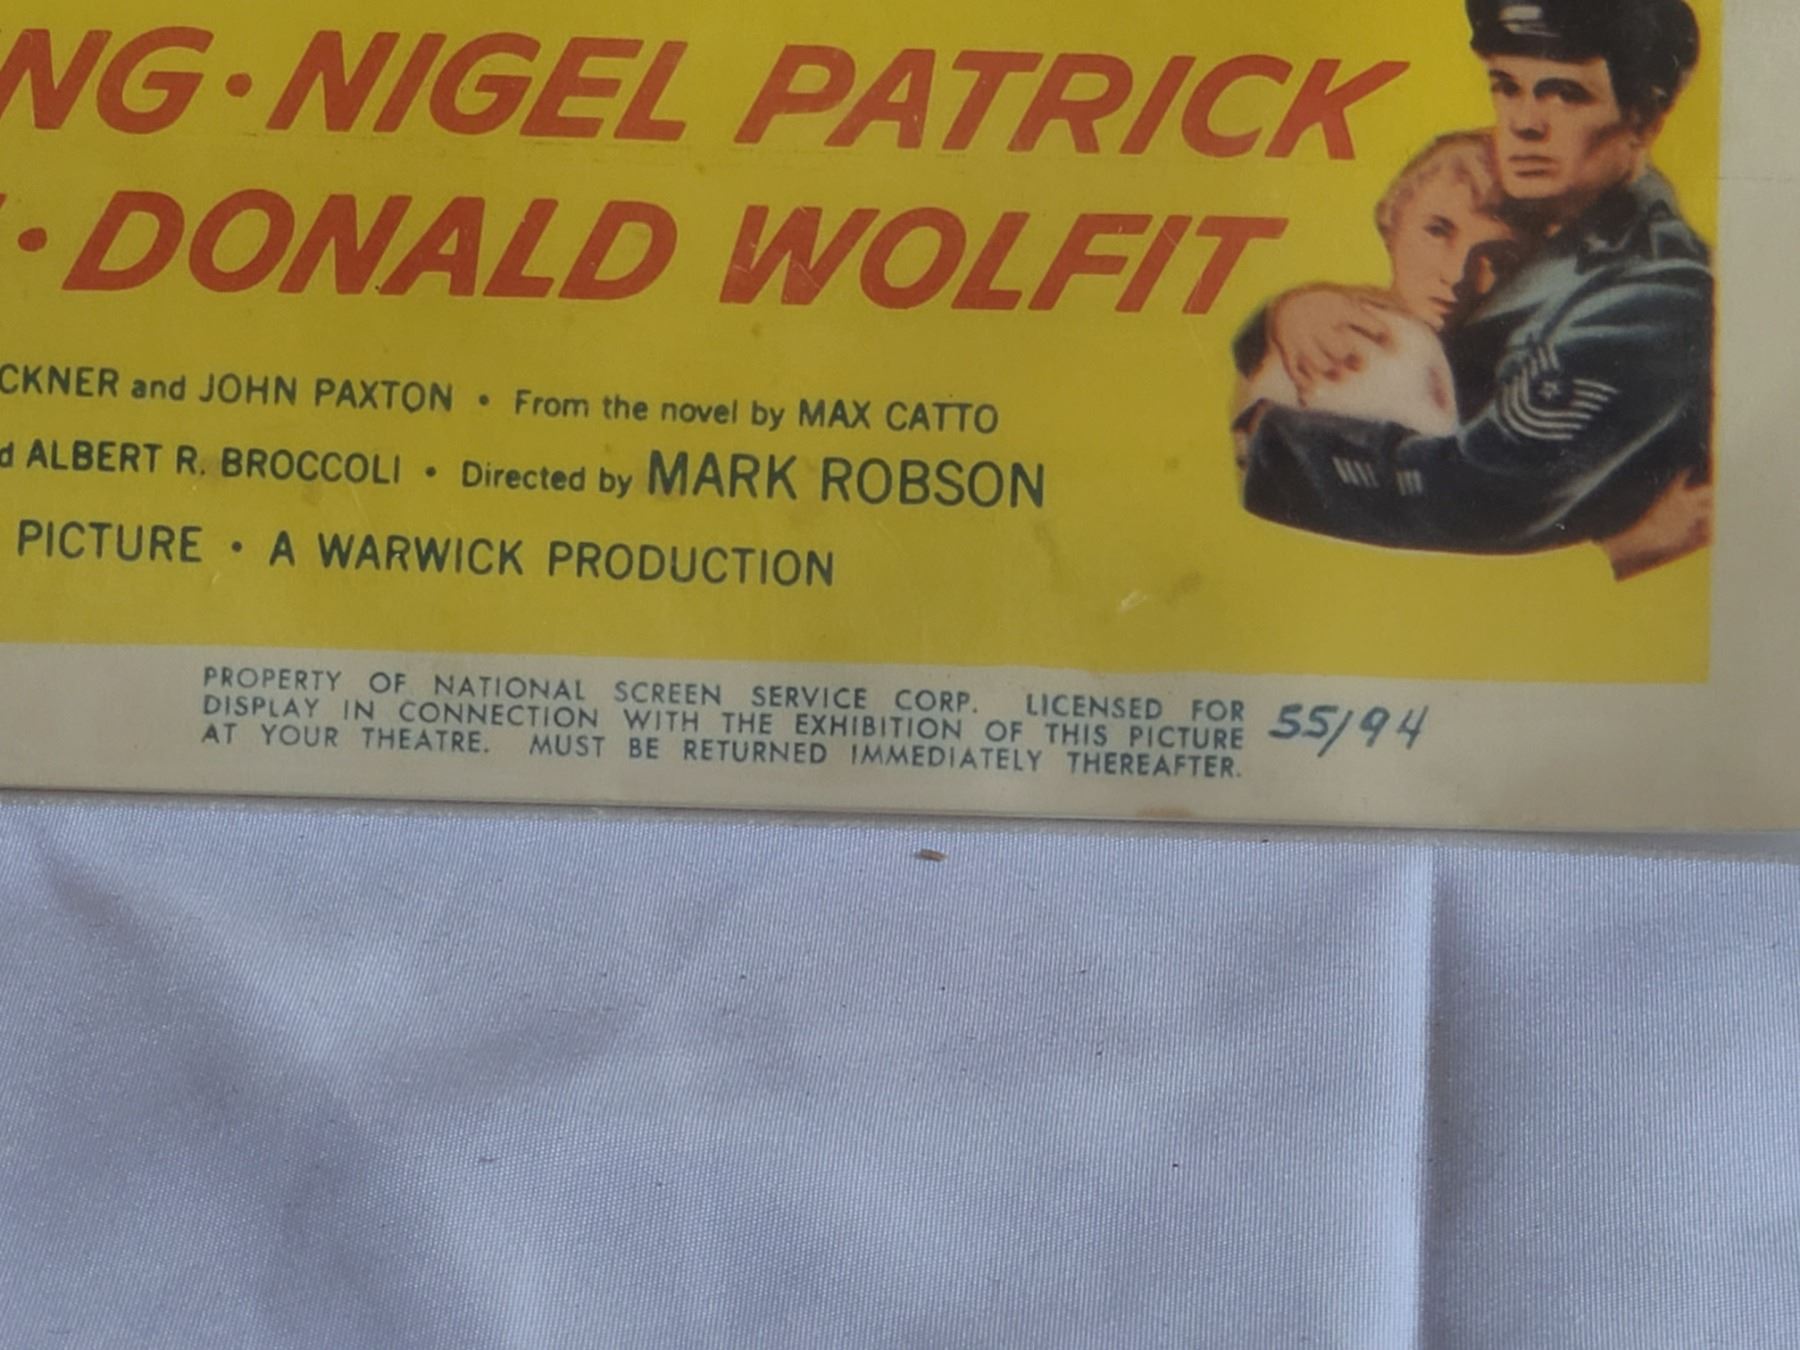 NG · NIGEL PATRICK
· DONALD WOLFIT
CKNER and JOHN PAXTON · From the novel by MAX CATTO
d ALBERT R. BROCCOLI · Directed by MARK ROBSON
PICTURE · A WARWICK PRODUCTION
PROPERTY OF NATIONAL SCREEN SERVICE CORP. LICENSED FOR
DISPLAY IN CONNECTION WITH THE EXHIBITION OF THIS PICTURE
AT YOUR THEATRE. MUST BE RETURNED IMMEDIATELY THEREAFTER.
55/94